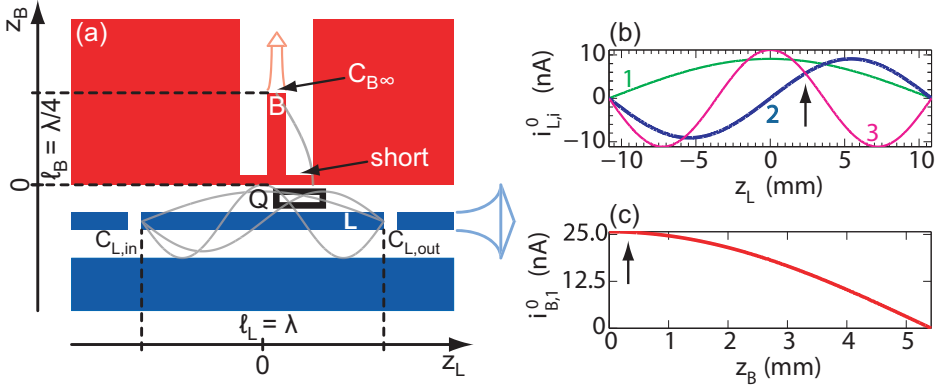 (a)
z_B
ℓ_B = λ/4
0
C_B∞
B
short
Q
L
C_L,in
C_L,out
ℓ_L = λ
0
z_L
(b)
i^0_L,i (nA)
10
0
−10
1
2
3
−10
−5
0
5
10
z_L (mm)
(c)
i^0_B,1 (nA)
25.0
12.5
0
0
1
2
3
4
5
z_B (mm)